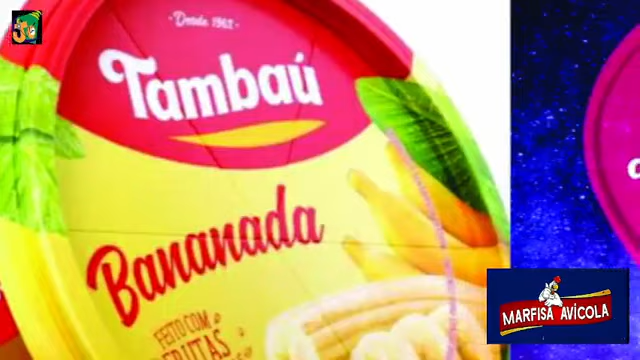 · Desde 1962 ·
Tambaú
Bananada
FEITO COM
FRUTAS
MARFISA AVÍCOLA